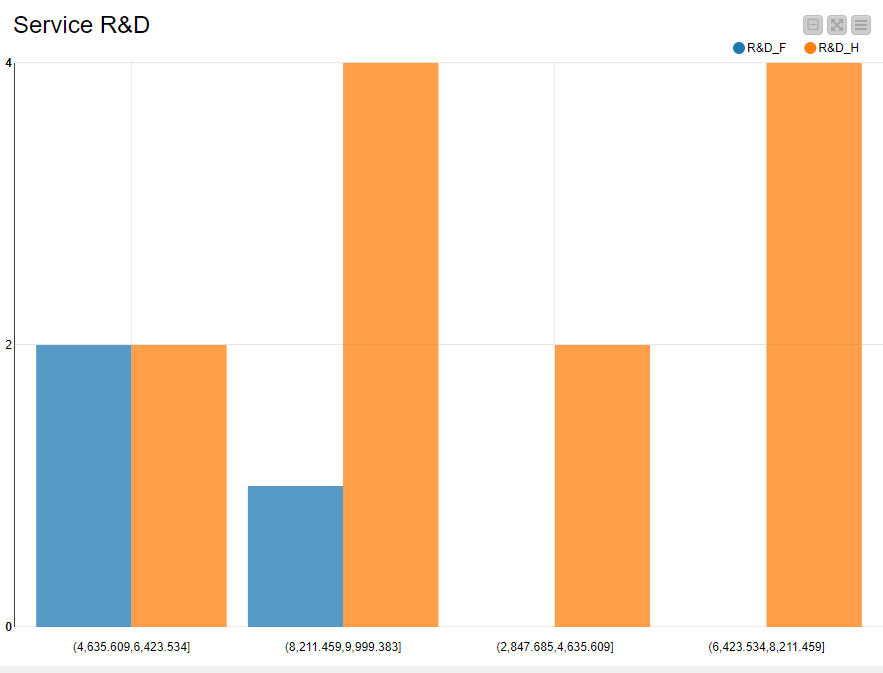 Service R&D
R&D_F R&D_H
4
2
0
(4,635.609,6,423.534] (8,211.459,9,999.383] (2,847.685,4,635.609] (6,423.534,8,211.459]